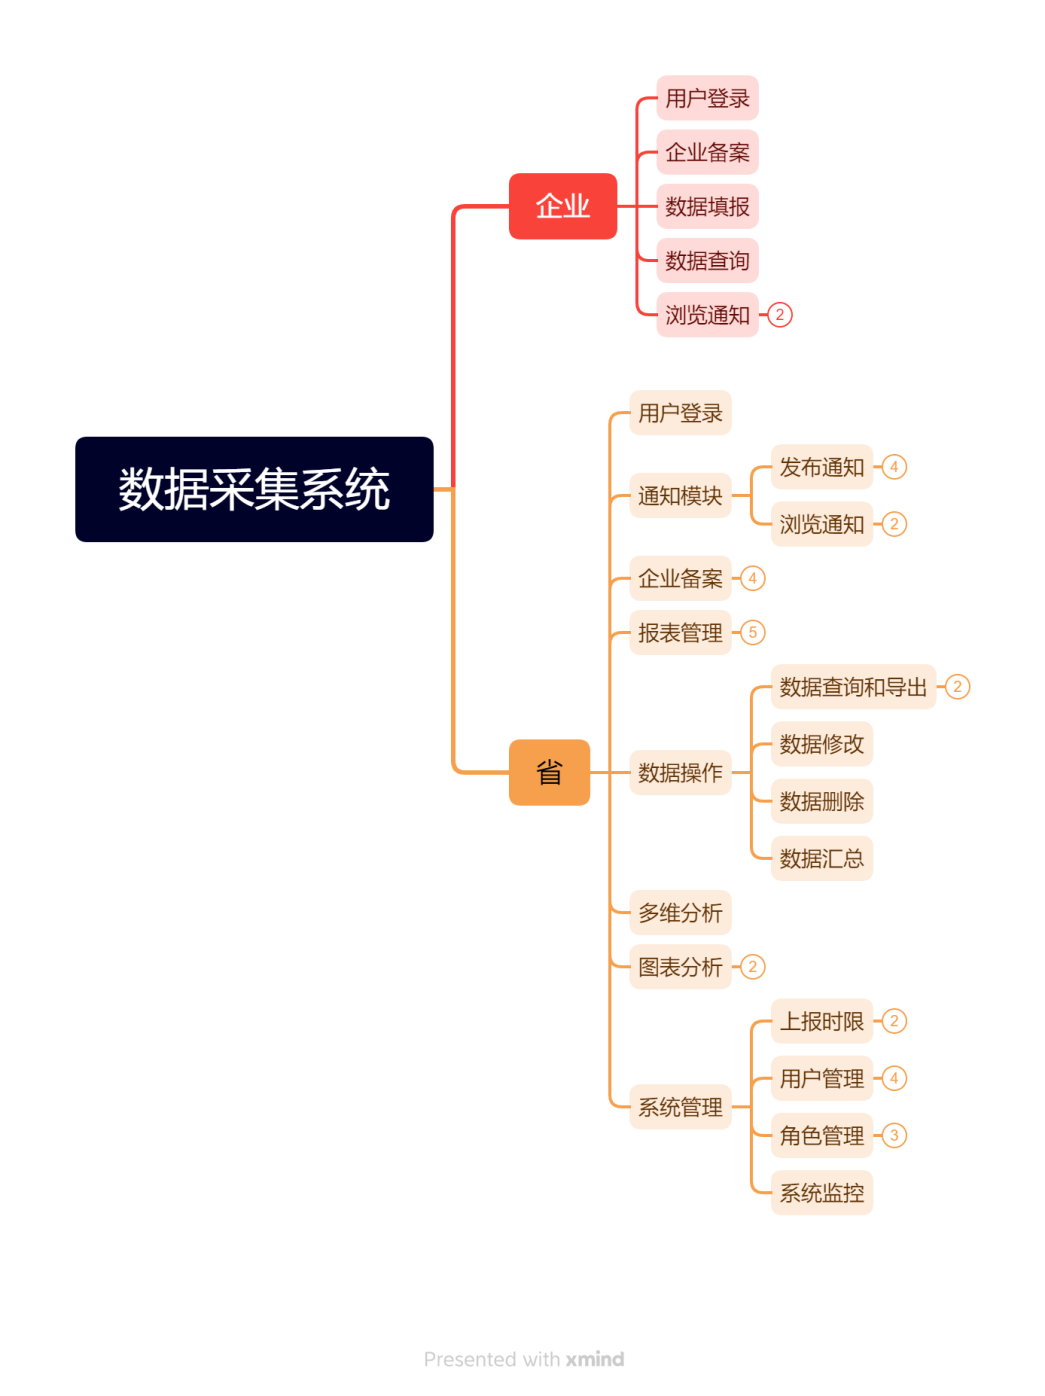 数据采集系统
企业
用户登录
企业备案
数据填报
数据查询
浏览通知
2
省
用户登录
通知模块
发布通知
4
浏览通知
2
企业备案
4
报表管理
5
数据操作
数据查询和导出
2
数据修改
数据删除
数据汇总
多维分析
图表分析
2
系统管理
上报时限
2
用户管理
4
角色管理
3
系统监控
Presented with xmind